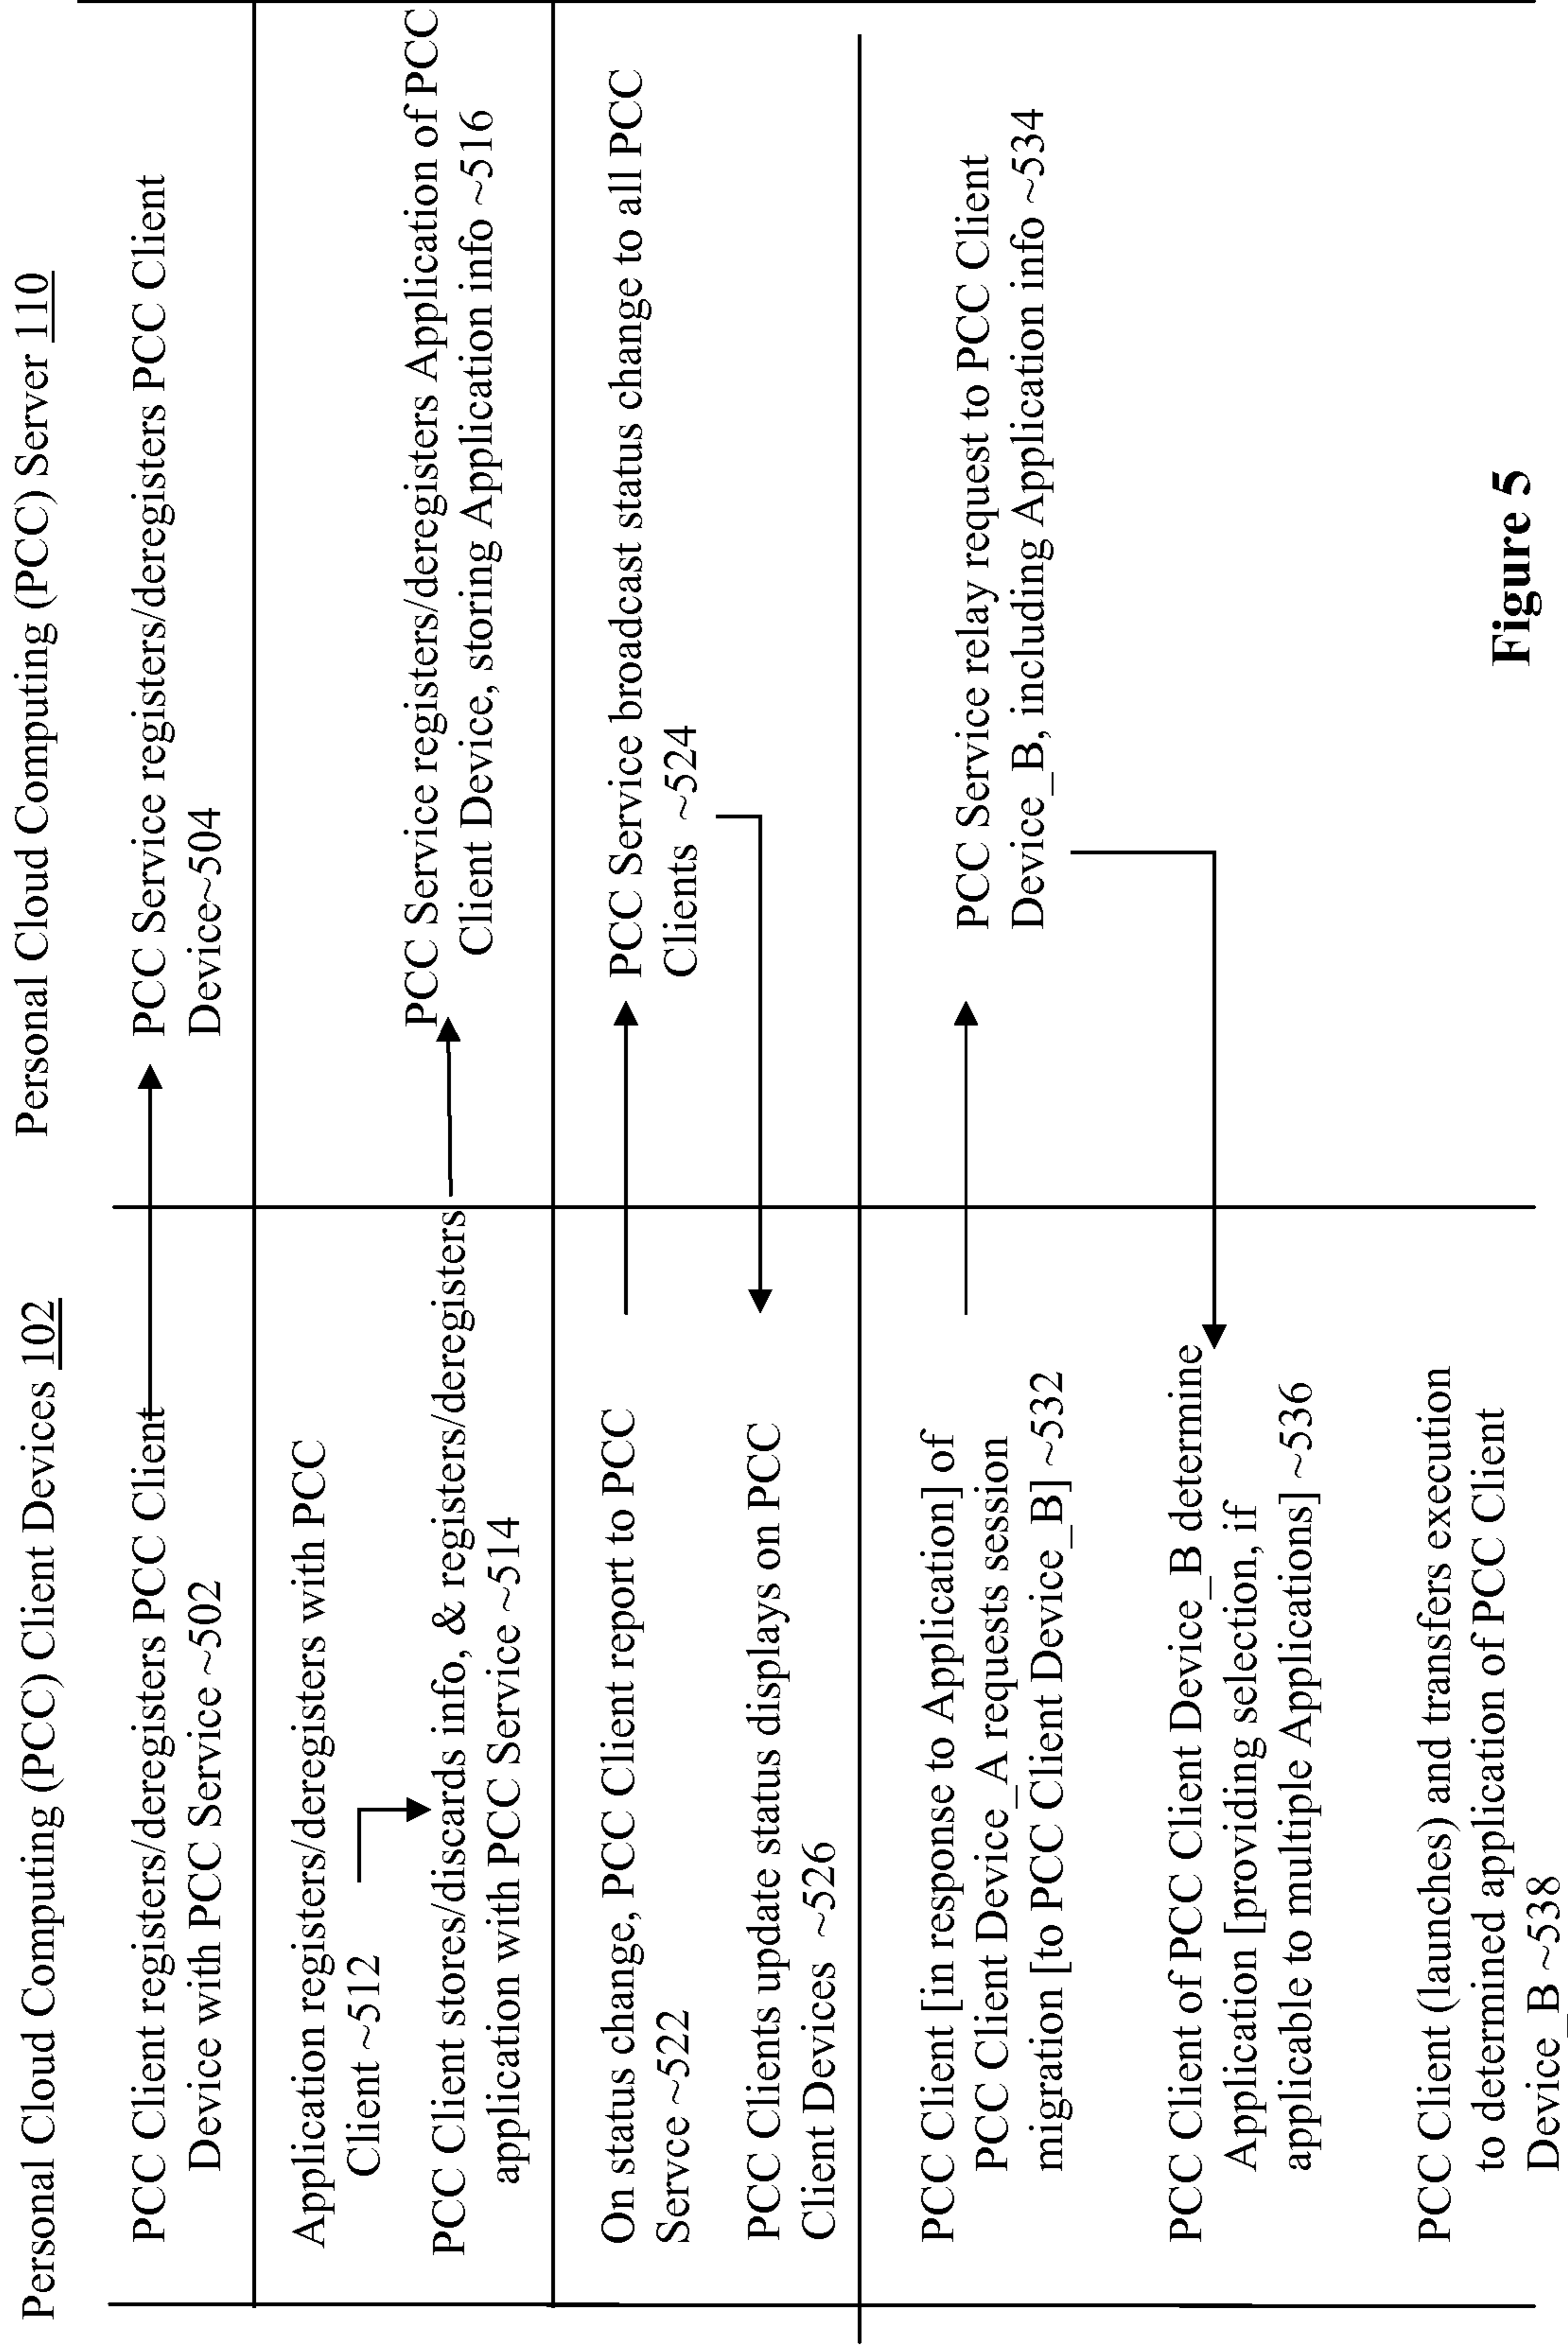 Personal Cloud Computing (PCC) Client Devices 102
Personal Cloud Computing (PCC) Server 110
PCC Client registers/deregisters PCC Client
Device with PCC Service ~502
PCC Service registers/deregisters PCC Client
Device~504
Application registers/deregisters with PCC
Client ~512
PCC Client stores/discards info, & registers/deregisters
application with PCC Service ~514
PCC Service registers/deregisters Application of PCC
Client Device, storing Application info ~516
On status change, PCC Client report to PCC
Servce ~522
PCC Service broadcast status change to all PCC
Clients ~524
PCC Clients update status displays on PCC
Client Devices ~526
PCC Client [in response to Application] of
PCC Client Device_A requests session
migration [to PCC Client Device_B] ~532
PCC Service relay request to PCC Client
Device_B, including Application info ~534
PCC Client of PCC Client Device_B determine
Application [providing selection, if
applicable to multiple Applications] ~536
PCC Client (launches) and transfers execution
to determined application of PCC Client
Device_B ~538
Figure 5